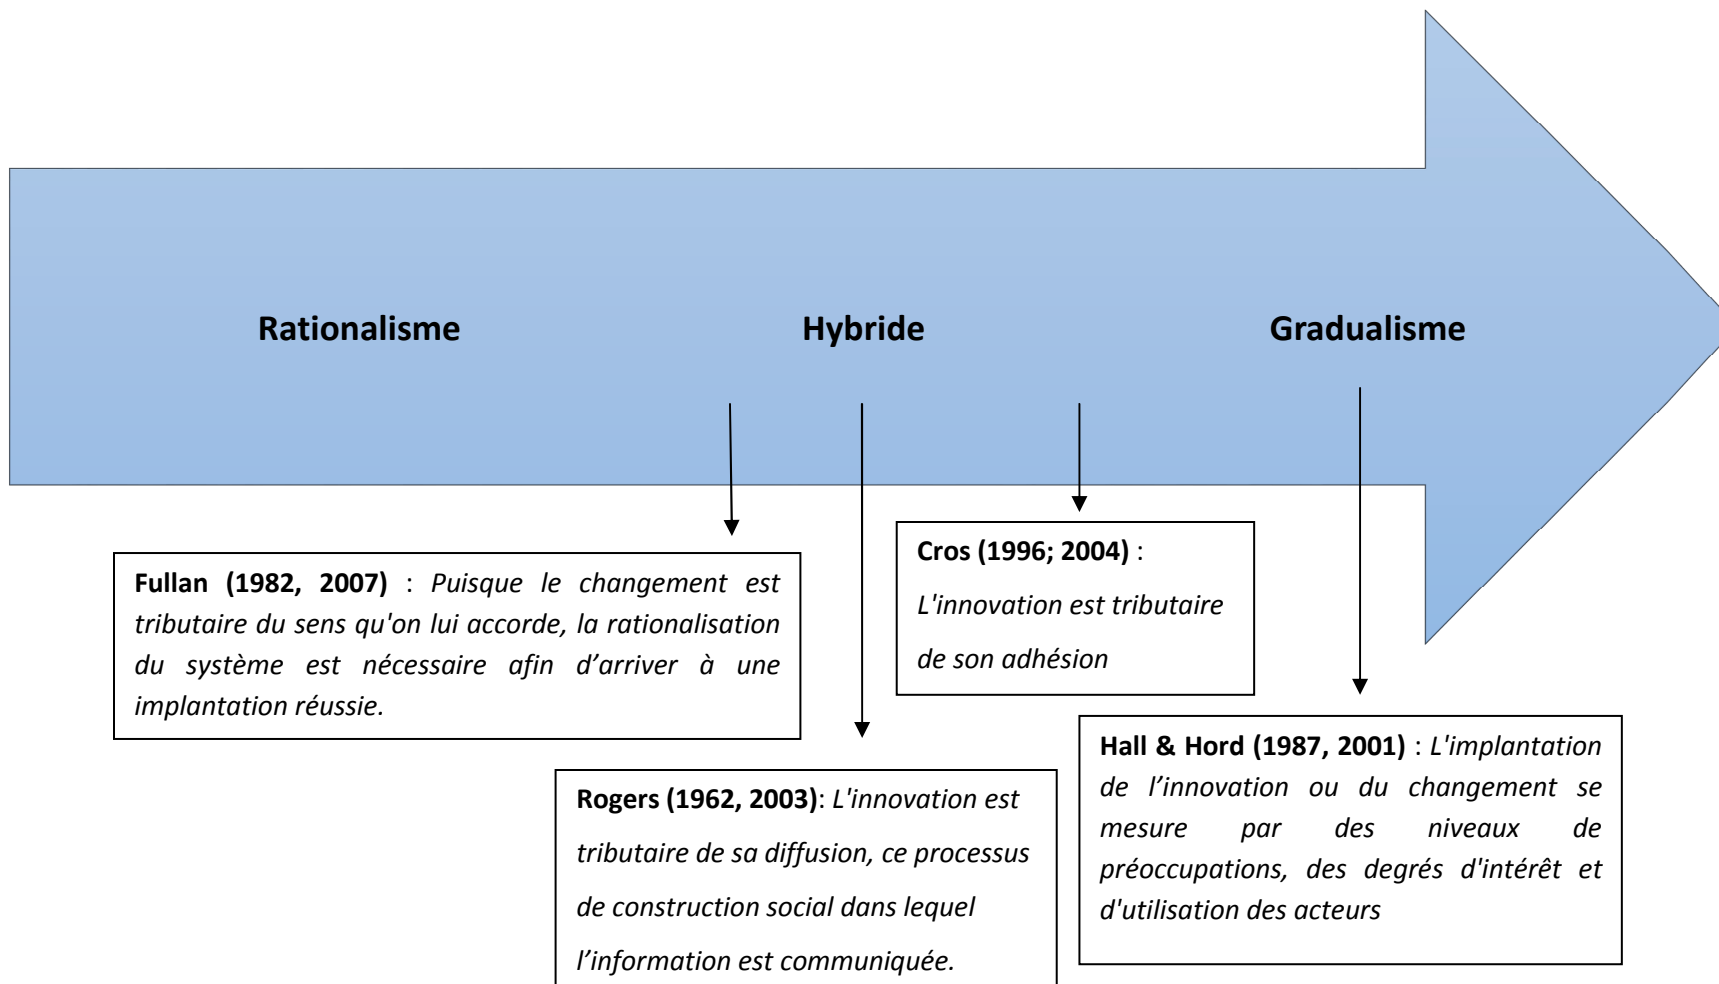 Rationalisme
Hybride
Gradualisme
Fullan (1982, 2007) : Puisque le changement est
tributaire du sens qu'on lui accorde, la rationalisation
du système est nécessaire afin d’arriver à une
implantation réussie.
Cros (1996; 2004) :
L'innovation est tributaire
de son adhésion
Rogers (1962, 2003): L'innovation est
tributaire de sa diffusion, ce processus
de construction social dans lequel
l’information est communiquée.
Hall & Hord (1987, 2001) : L'implantation
de l’innovation ou du changement se
mesure par des niveaux de
préoccupations, des degrés d'intérêt et
d'utilisation des acteurs